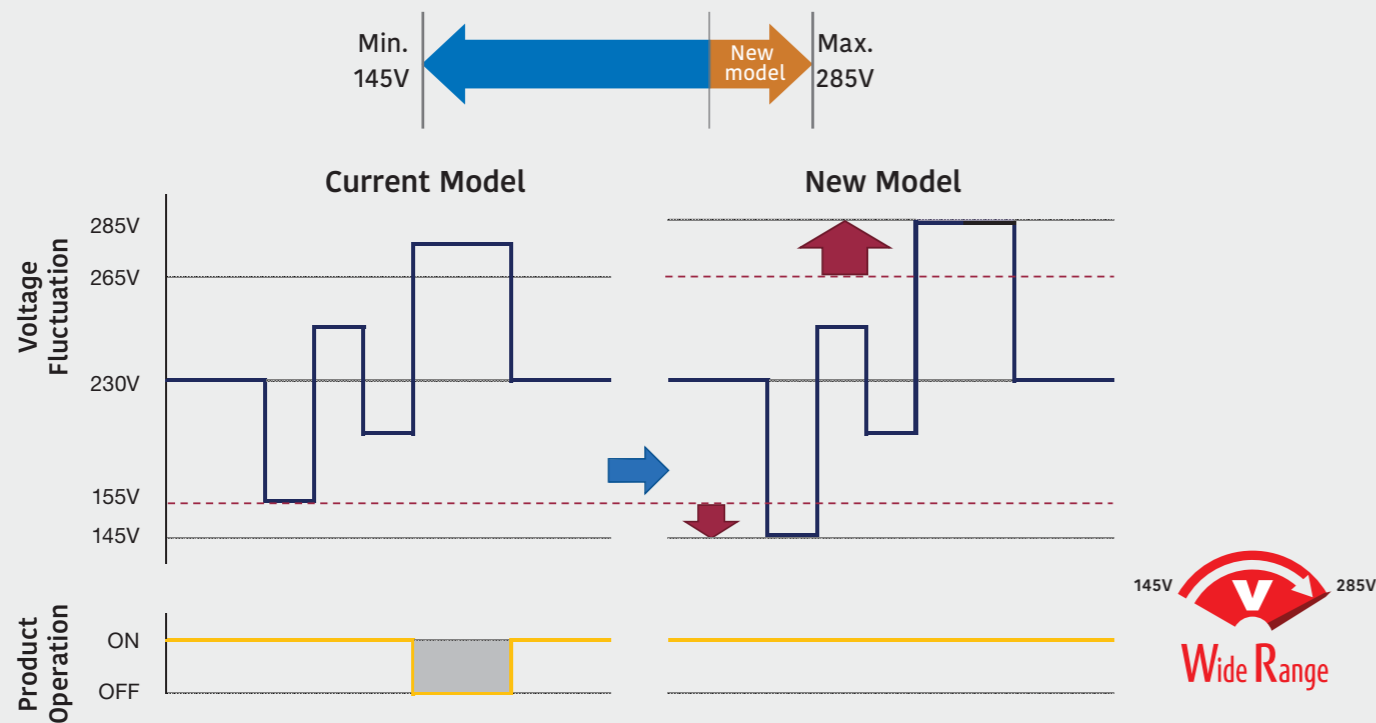 Min.
145V
New
model
Max.
285V
Current Model
New Model
Voltage
Fluctuation
285V
265V
230V
155V
145V
145V
V
285V
Wide Range
Product
Operation
ON
OFF